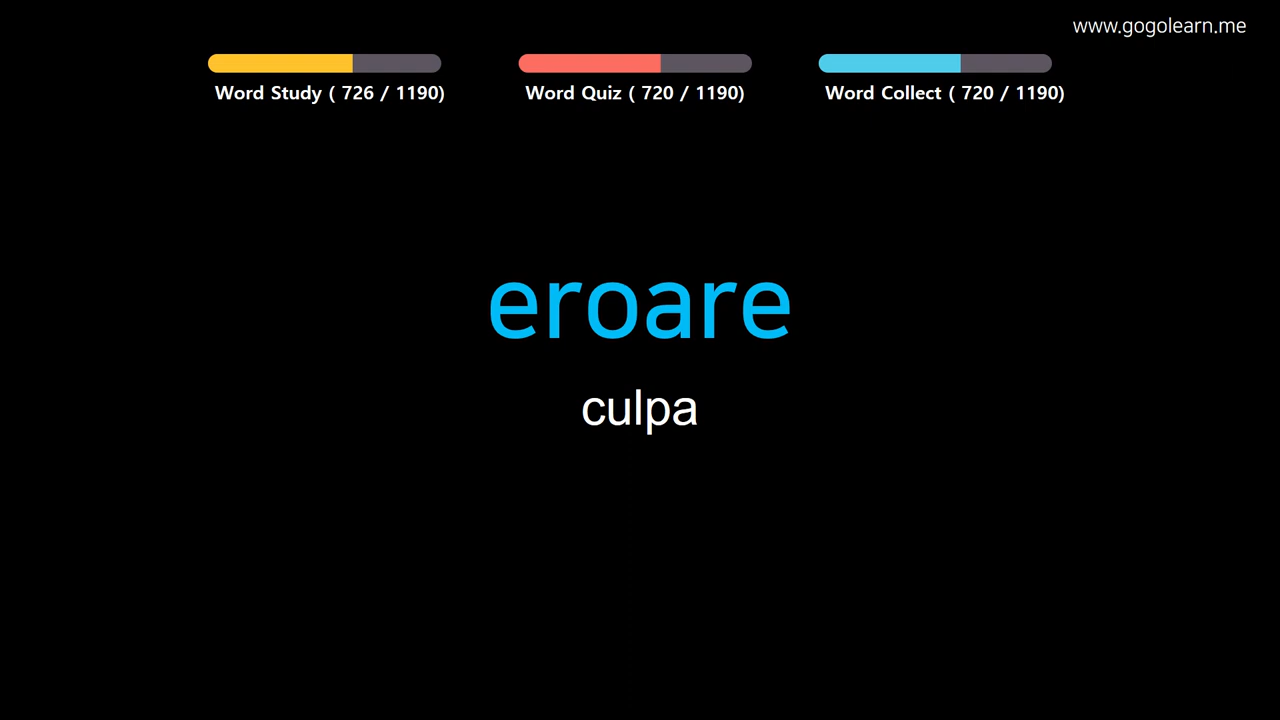 www.gogolearn.me
Word Study ( 726 / 1190)
Word Quiz ( 720 / 1190)
Word Collect ( 720 / 1190)
eroare
culpa